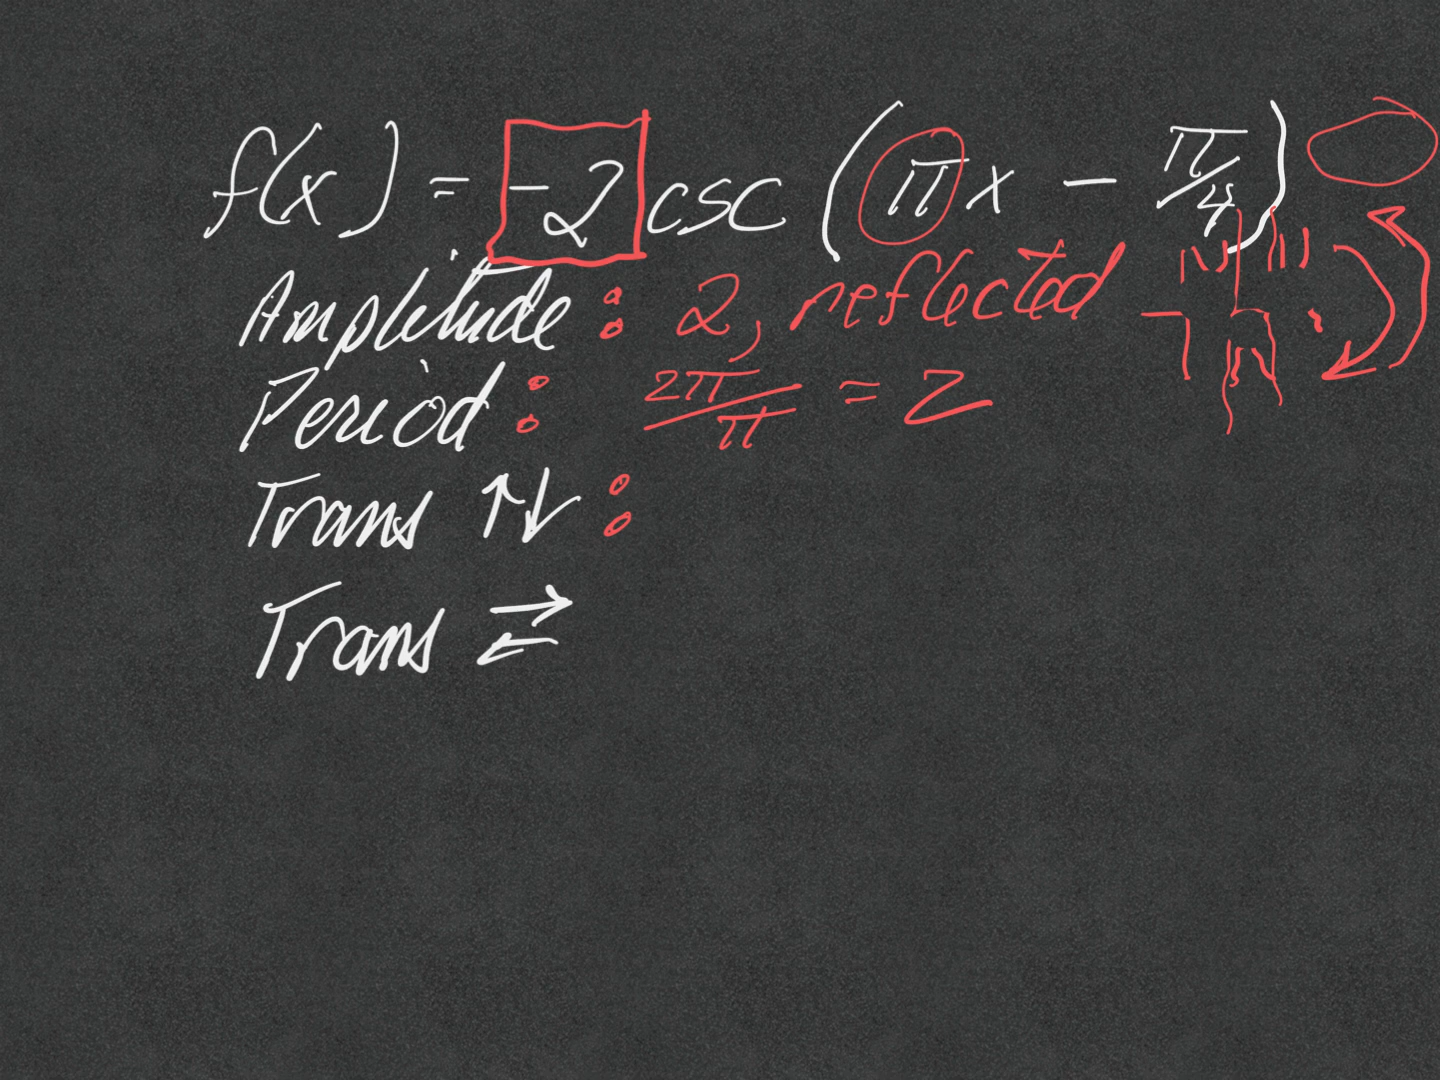 f(x) = -2 csc (πx - π/4)
Amplitude: 2, reflected
Period: 2π/π = 2
Trans ↑↓:
Trans ⇄